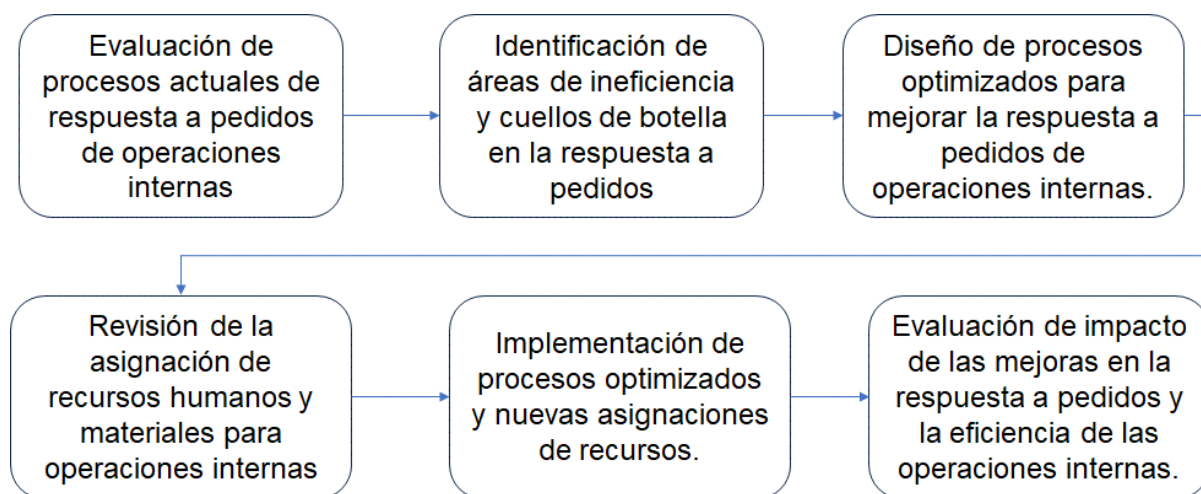 Evaluación de
procesos actuales de
respuesta a pedidos
de operaciones
internas
Identificación de
áreas de ineficiencia
y cuellos de botella
en la respuesta a
pedidos
Diseño de procesos
optimizados para
mejorar la respuesta a
pedidos de
operaciones internas.
Revisión de la
asignación de
recursos humanos y
materiales para
operaciones internas
Implementación de
procesos optimizados
y nuevas asignaciones
de recursos.
Evaluación de impacto
de las mejoras en la
respuesta a pedidos y
la eficiencia de las
operaciones internas.